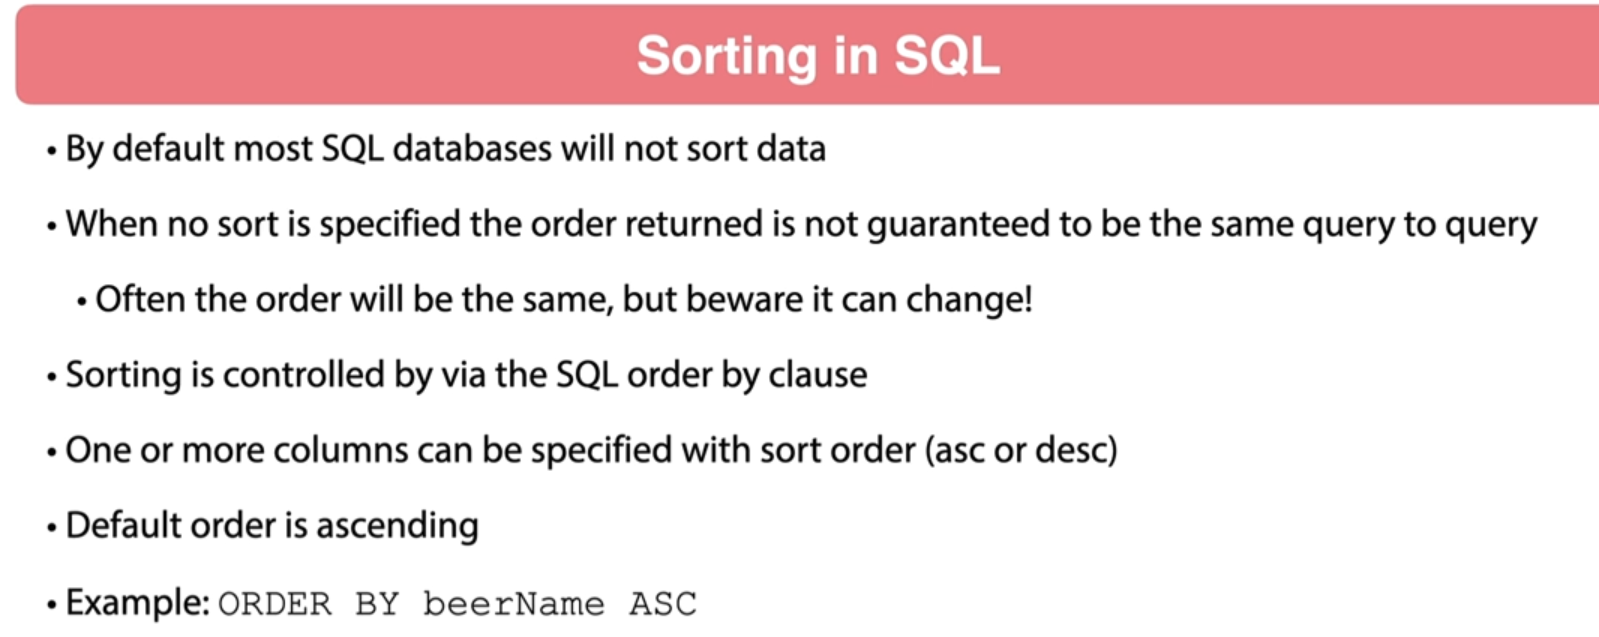 Sorting in SQL
• By default most SQL databases will not sort data
• When no sort is specified the order returned is not guaranteed to be the same query to query
• Often the order will be the same, but beware it can change!
• Sorting is controlled by via the SQL order by clause
• One or more columns can be specified with sort order (asc or desc)
• Default order is ascending
• Example: ORDER BY beerName ASC